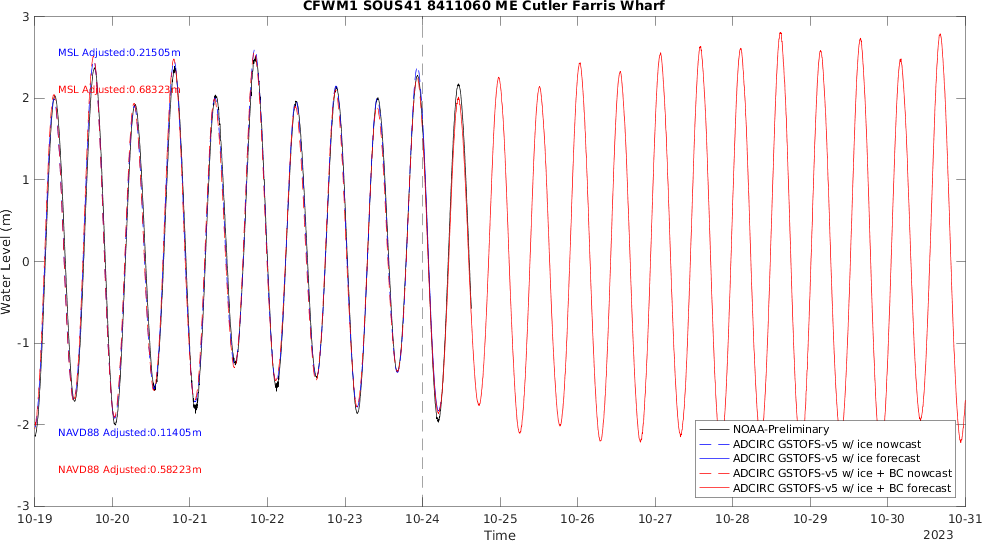 CFWM1 SOUS41 8411060 ME Cutler Farris Wharf
3
MSL Adjusted:0.21505m
MSL Adjusted:0.68323m
2
1
Water Level (m)
0
-1
-2
NAVD88 Adjusted:0.11405m
NAVD88 Adjusted:0.58223m
-3
NOAA-Preliminary
ADCIRC GSTOFS-v5 w/ ice nowcast
ADCIRC GSTOFS-v5 w/ ice forecast
ADCIRC GSTOFS-v5 w/ ice + BC nowcast
ADCIRC GSTOFS-v5 w/ ice + BC forecast
10-19 10-20 10-21 10-22 10-23 10-24 10-25 10-26 10-27 10-28 10-29 10-30 10-31
Time
2023